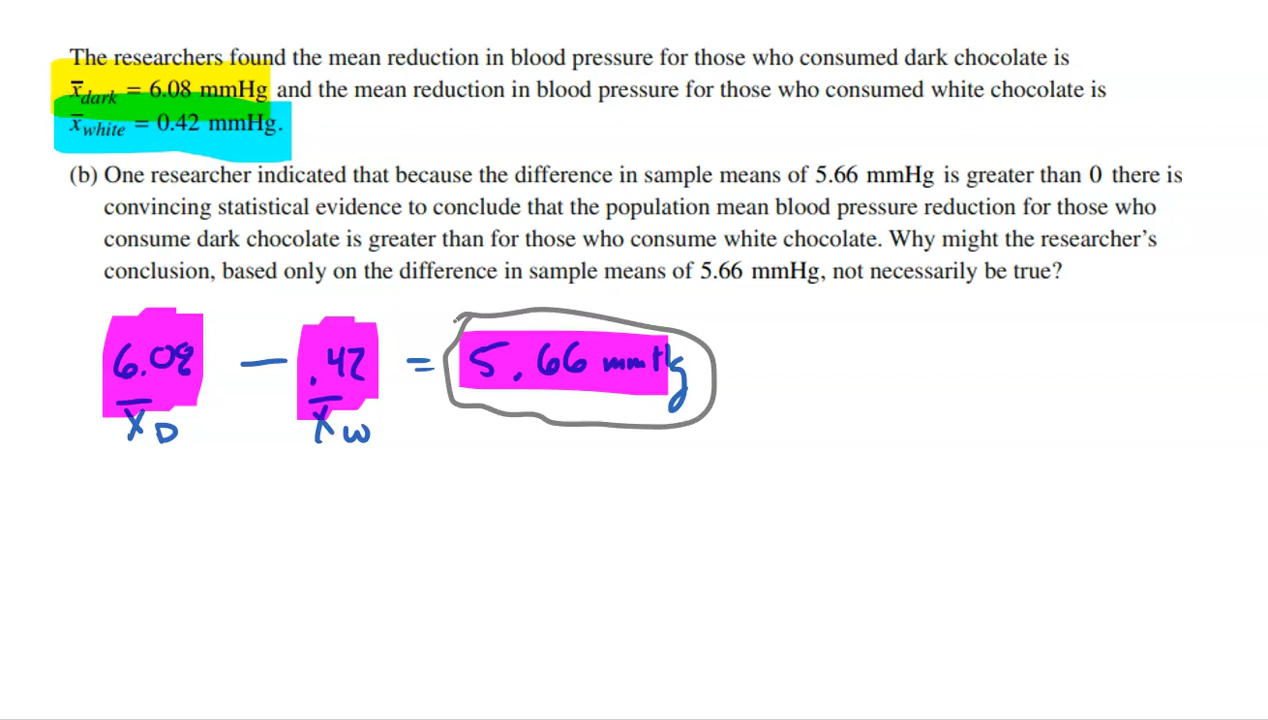 The researchers found the mean reduction in blood pressure for those who consumed dark chocolate is
x̄dark = 6.08 mmHg and the mean reduction in blood pressure for those who consumed white chocolate is
x̄white = 0.42 mmHg.
(b) One researcher indicated that because the difference in sample means of 5.66 mmHg is greater than 0 there is
convincing statistical evidence to conclude that the population mean blood pressure reduction for those who
consume dark chocolate is greater than for those who consume white chocolate. Why might the researcher's
conclusion, based only on the difference in sample means of 5.66 mmHg, not necessarily be true?
6.08 − .42 = 5.66 mmHg
x̄D x̄W